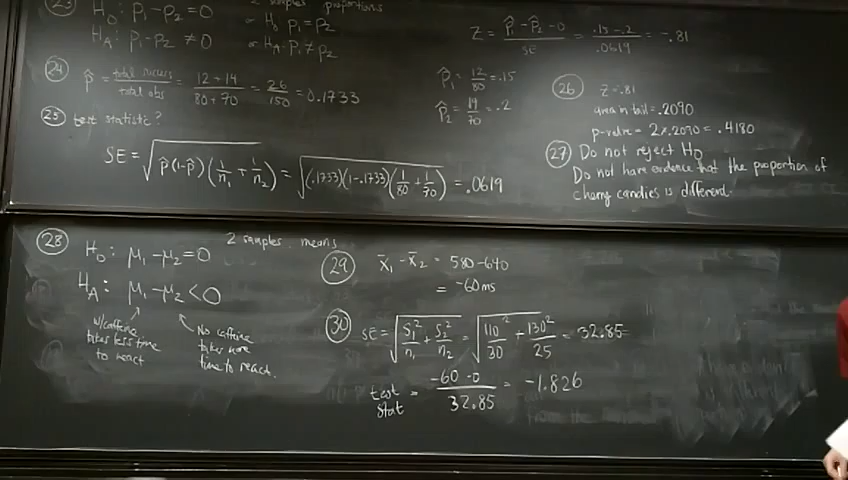 23 H₀: p₁-p₂=0 2 samples proportions
or H₀ p₁=p₂
H_A: p₁-p₂≠0 or H_A: p₁≠p₂
Z = (p̂₁-p̂₂-0)/SE = (.15-.2)/.0619 = -.81
24 p̂ = total success/total obs = (12+14)/(80+70) = 26/150 = 0.1733
p̂₁ = 12/80 = .15
p̂₂ = 14/70 = .2
25 test statistic?
SE = √(p̂(1-p̂)(1/n₁ + 1/n₂)) = √((.1733)(1-.1733)(1/80 + 1/70)) = .0619
26 Z=.81
area in tail = .2090
p-value = 2x.2090 = .4180
27 Do not reject H₀
Do not have evidence that the proportion of
cherry candies is different.
28 H₀: μ₁-μ₂=0 2 samples means
H_A: μ₁-μ₂<0
w/caffeine
takes less time
to react
No caffeine
takes more
time to react.
29 x̄₁-x̄₂ = 580-640
= -60ms
30 SE = √(S₁²/n₁ + S₂²/n₂) = √(110²/30 + 130²/25) = 32.85
test stat = (-60-0)/32.85 = -1.826